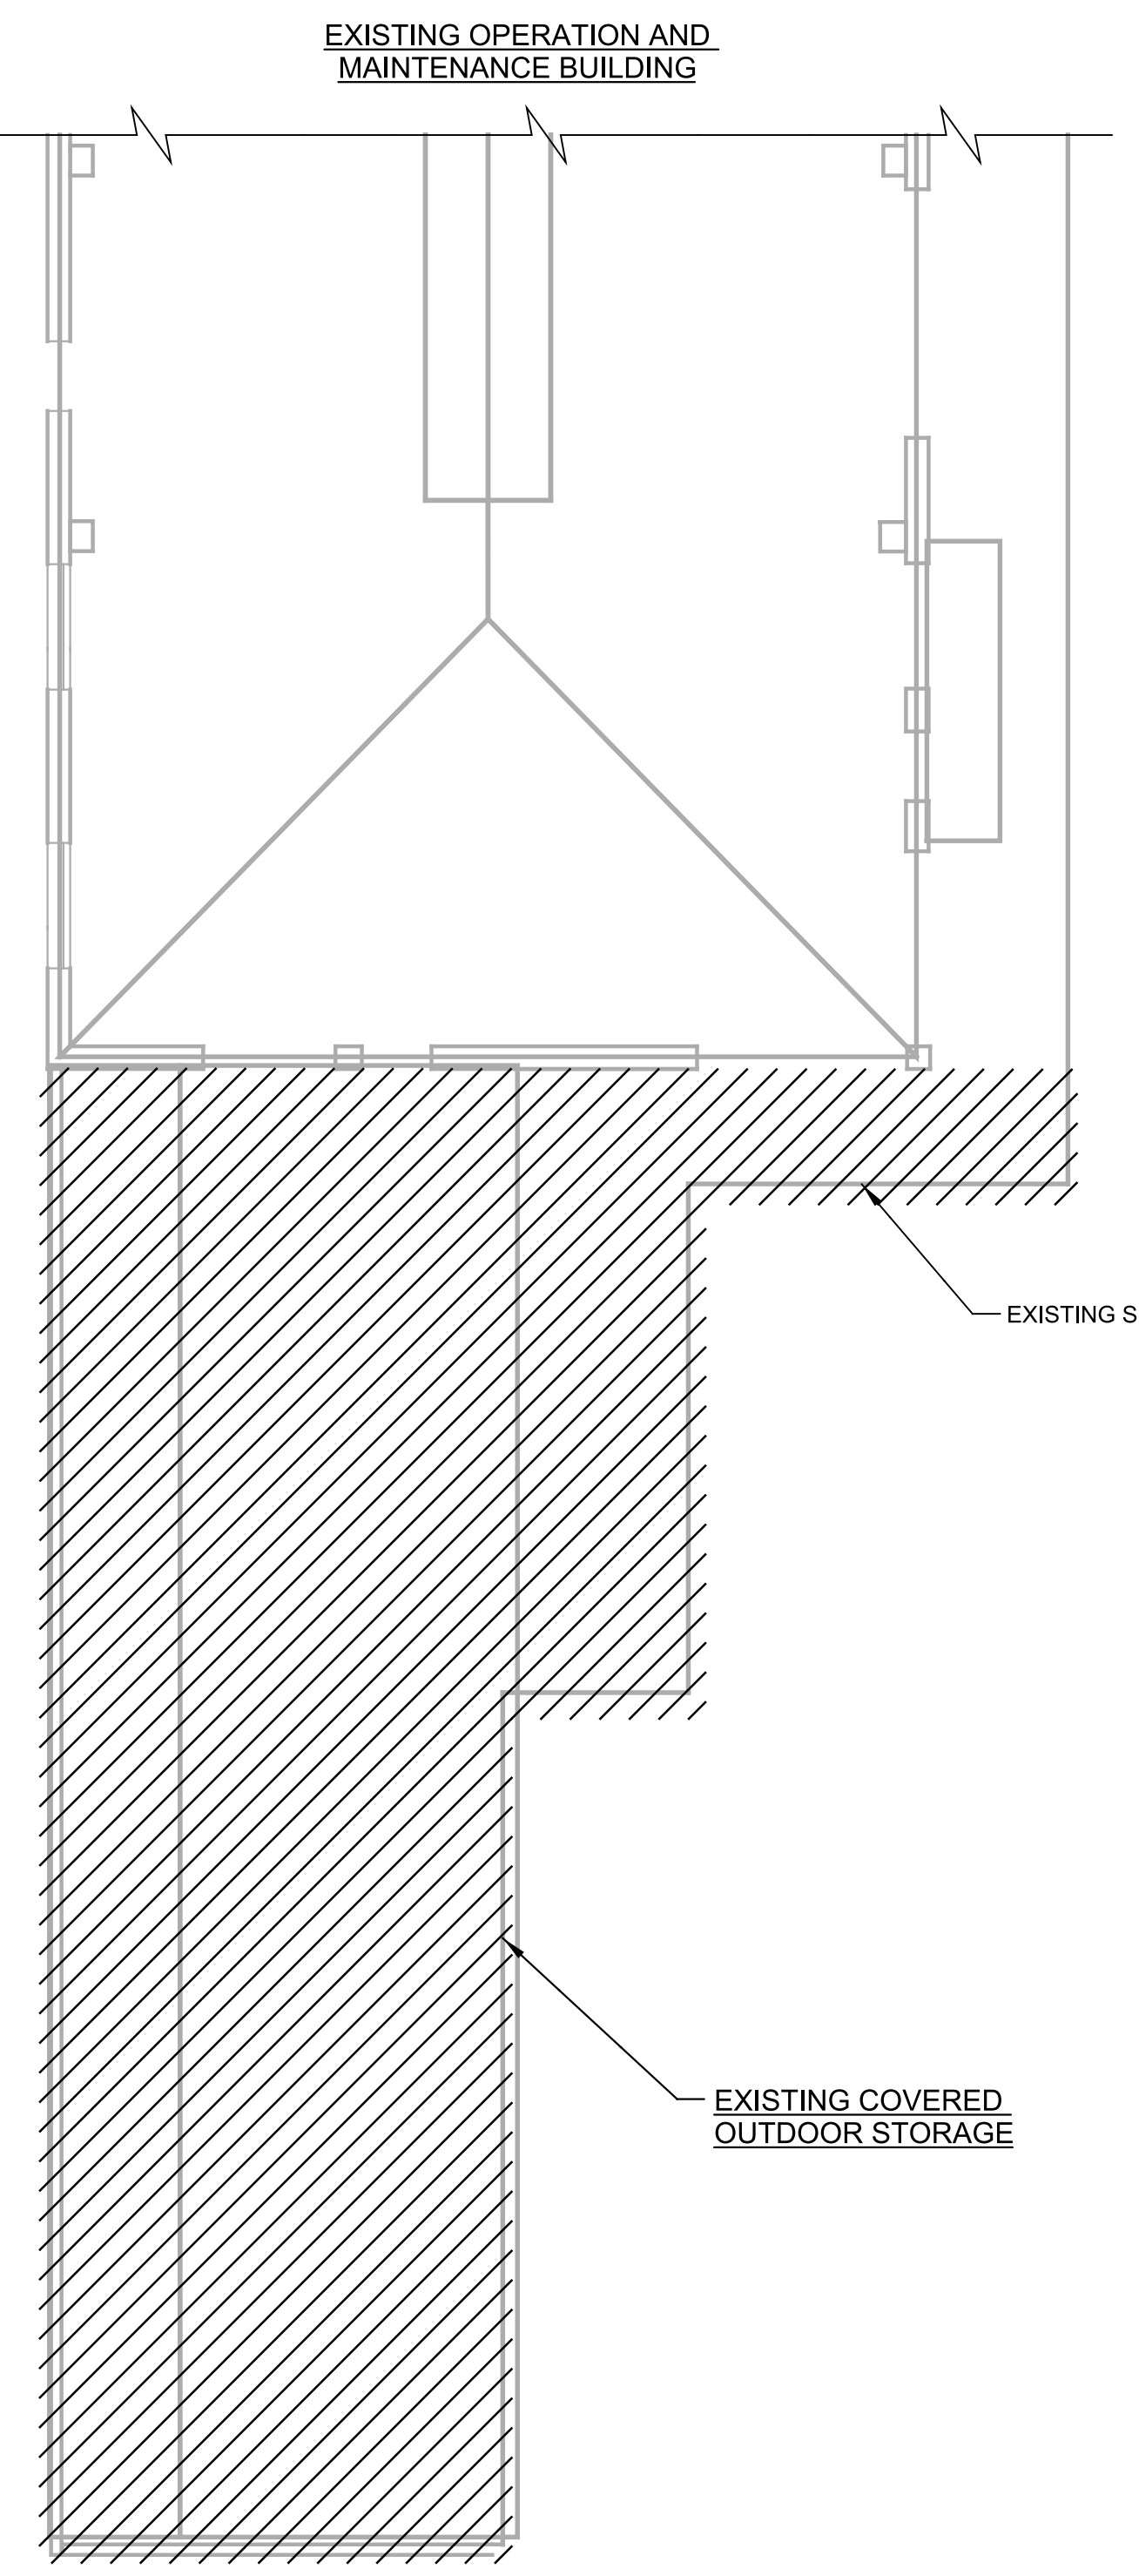 EXISTING OPERATION AND
MAINTENANCE BUILDING
EXISTING S
EXISTING COVERED
OUTDOOR STORAGE